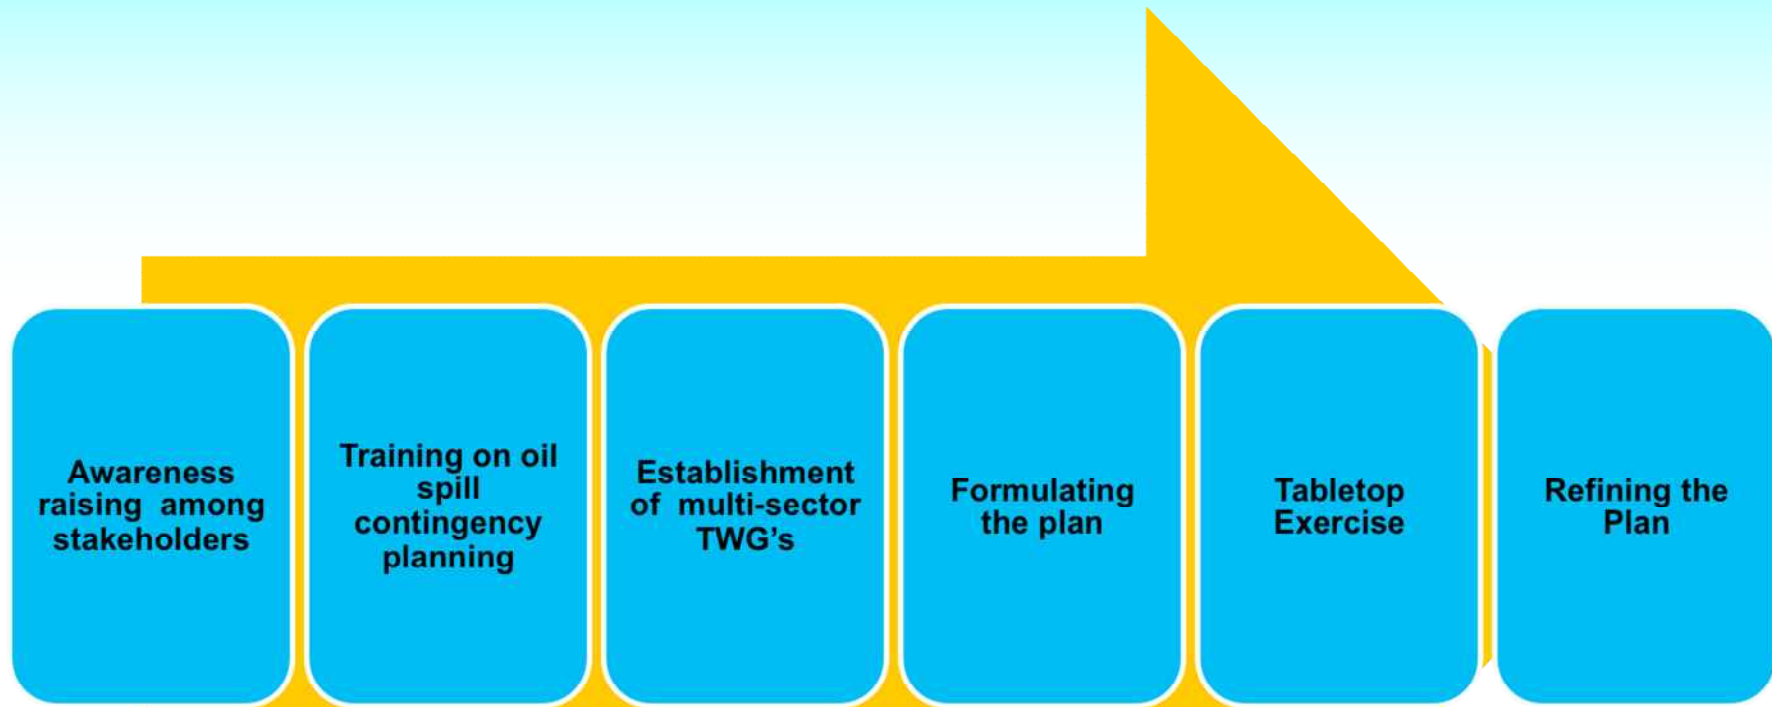 Awareness
raising among
stakeholders
Training on oil
spill
contingency
planning
Establishment
of multi-sector
TWG's
Formulating
the plan
Tabletop
Exercise
Refining the
Plan